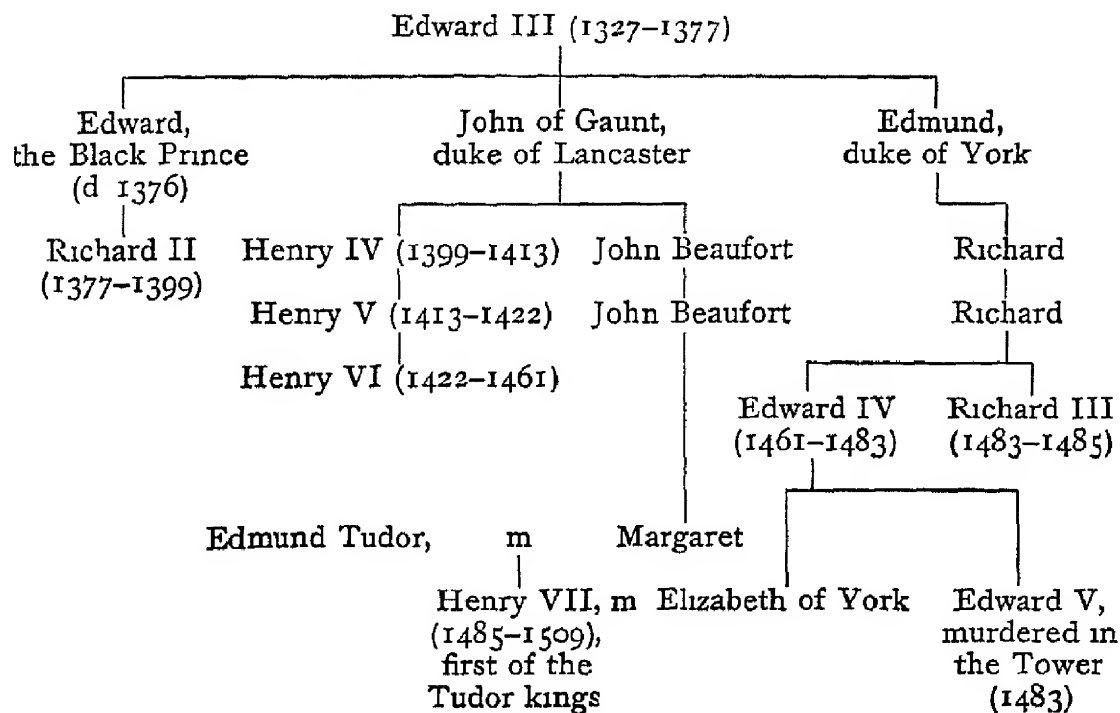 Edward III (1327–1377)
Edward,
the Black Prince
(d 1376)
John of Gaunt,
duke of Lancaster
Edmund,
duke of York
Richard II
(1377–1399)
Henry IV (1399–1413)
John Beaufort
Richard
Henry V (1413–1422)
John Beaufort
Richard
Henry VI (1422–1461)
Edward IV
(1461–1483)
Richard III
(1483–1485)
Edmund Tudor, m Margaret
Henry VII, m Elizabeth of York
(1485–1509),
first of the
Tudor kings
Edward V,
murdered in
the Tower
(1483)